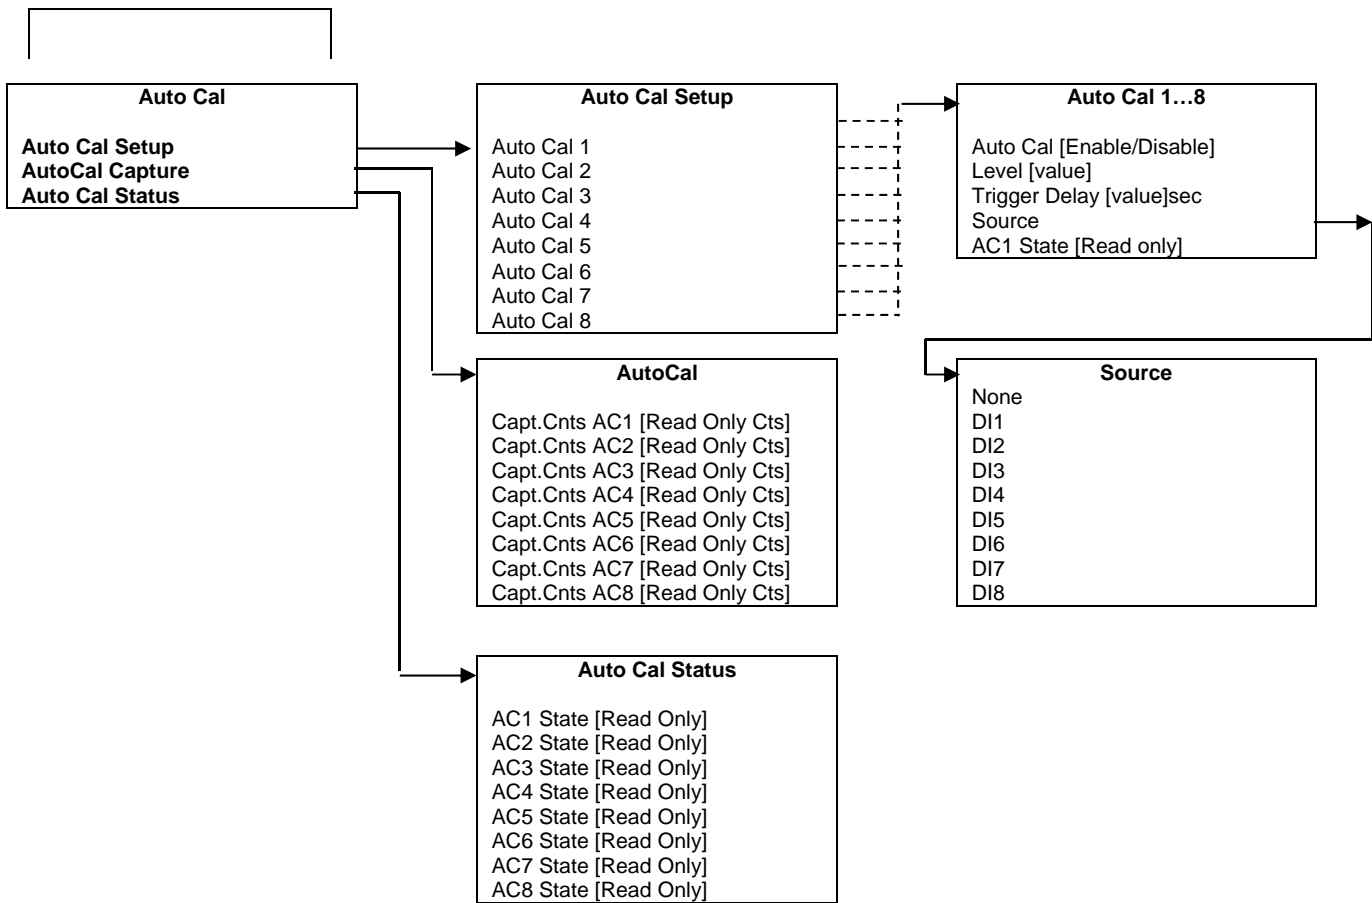 Auto Cal
Auto Cal Setup
AutoCal Capture
Auto Cal Status
Auto Cal Setup
Auto Cal 1
Auto Cal 2
Auto Cal 3
Auto Cal 4
Auto Cal 5
Auto Cal 6
Auto Cal 7
Auto Cal 8
Auto Cal 1…8
Auto Cal [Enable/Disable]
Level [value]
Trigger Delay [value]sec
Source
AC1 State [Read only]
AutoCal
Capt.Cnts AC1 [Read Only Cts]
Capt.Cnts AC2 [Read Only Cts]
Capt.Cnts AC3 [Read Only Cts]
Capt.Cnts AC4 [Read Only Cts]
Capt.Cnts AC5 [Read Only Cts]
Capt.Cnts AC6 [Read Only Cts]
Capt.Cnts AC7 [Read Only Cts]
Capt.Cnts AC8 [Read Only Cts]
Source
None
DI1
DI2
DI3
DI4
DI5
DI6
DI7
DI8
Auto Cal Status
AC1 State [Read Only]
AC2 State [Read Only]
AC3 State [Read Only]
AC4 State [Read Only]
AC5 State [Read Only]
AC6 State [Read Only]
AC7 State [Read Only]
AC8 State [Read Only]